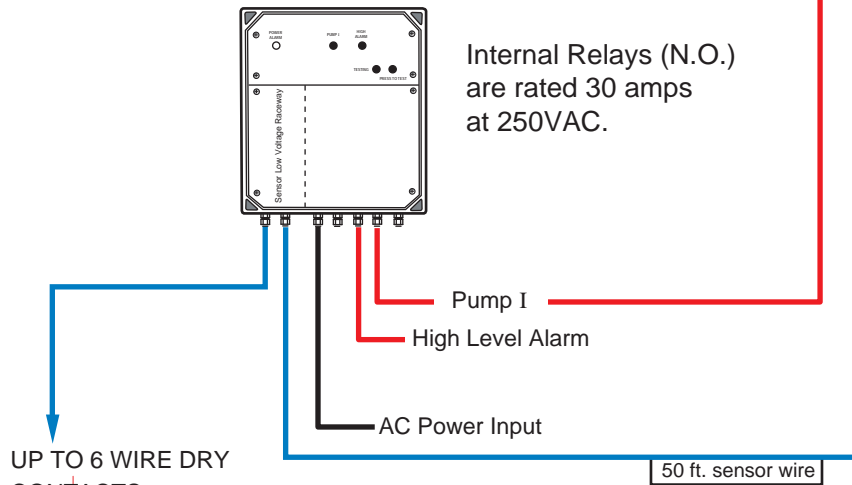 POWER
ALARM
PUMP I
HIGH
ALARM
TESTING
PRESS TO TEST
Sensor Low Voltage Raceway
Internal Relays (N.O.)
are rated 30 amps
at 250VAC.
Pump I
High Level Alarm
AC Power Input
50 ft. sensor wire
UP TO 6 WIRE DRY
CONTACTS